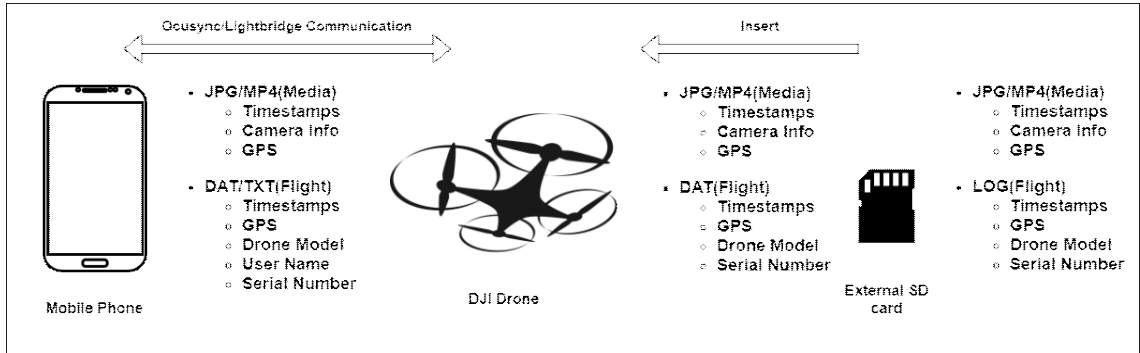 Ocusync/Lightbridge Communication
Insert
JPG/MP4(Media)
Timestamps
Camera Info
GPS
DAT/TXT(Flight)
Timestamps
GPS
Drone Model
User Name
Serial Number
Mobile Phone
DJI Drone
JPG/MP4(Media)
Timestamps
Camera Info
GPS
DAT(Flight)
Timestamps
GPS
Drone Model
Serial Number
External SD
card
JPG/MP4(Media)
Timestamps
Camera Info
GPS
LOG(Flight)
Timestamps
GPS
Drone Model
Serial Number